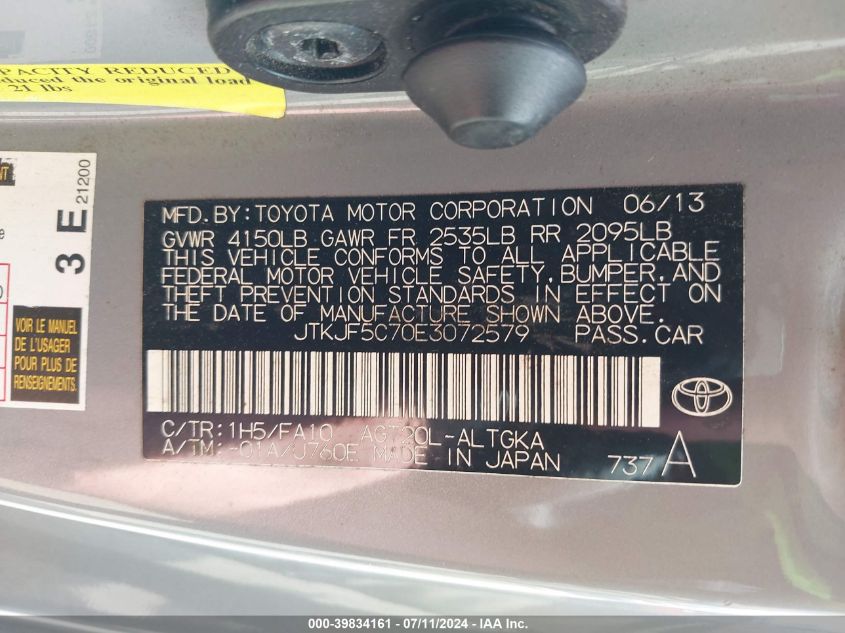 PACITY REDUCED
duced the original load
21 lbs
3 E
21200
VOIR LE MANUEL
DE L'USAGER
POUR PLUS DE
RENSEIGNEMENTS.
MFD.BY:TOYOTA MOTOR CORPORATION 06/13
GVWR 4150LB GAWR FR 2535LB RR 2095LB
THIS VEHICLE CONFORMS TO ALL APPLICABLE
FEDERAL MOTOR VEHICLE SAFETY,BUMPER,AND
THEFT PREVENTION STANDARDS IN EFFECT ON
THE DATE OF MANUFACTURE SHOWN ABOVE.
JTKJF5C70E3072579 PASS.CAR
C/TR:1H5/FA10 AGT20L-ALTGKA
A/TM:-01A/J760E MADE IN JAPAN 737 A
000-39834161 - 07/11/2024 - IAA Inc.